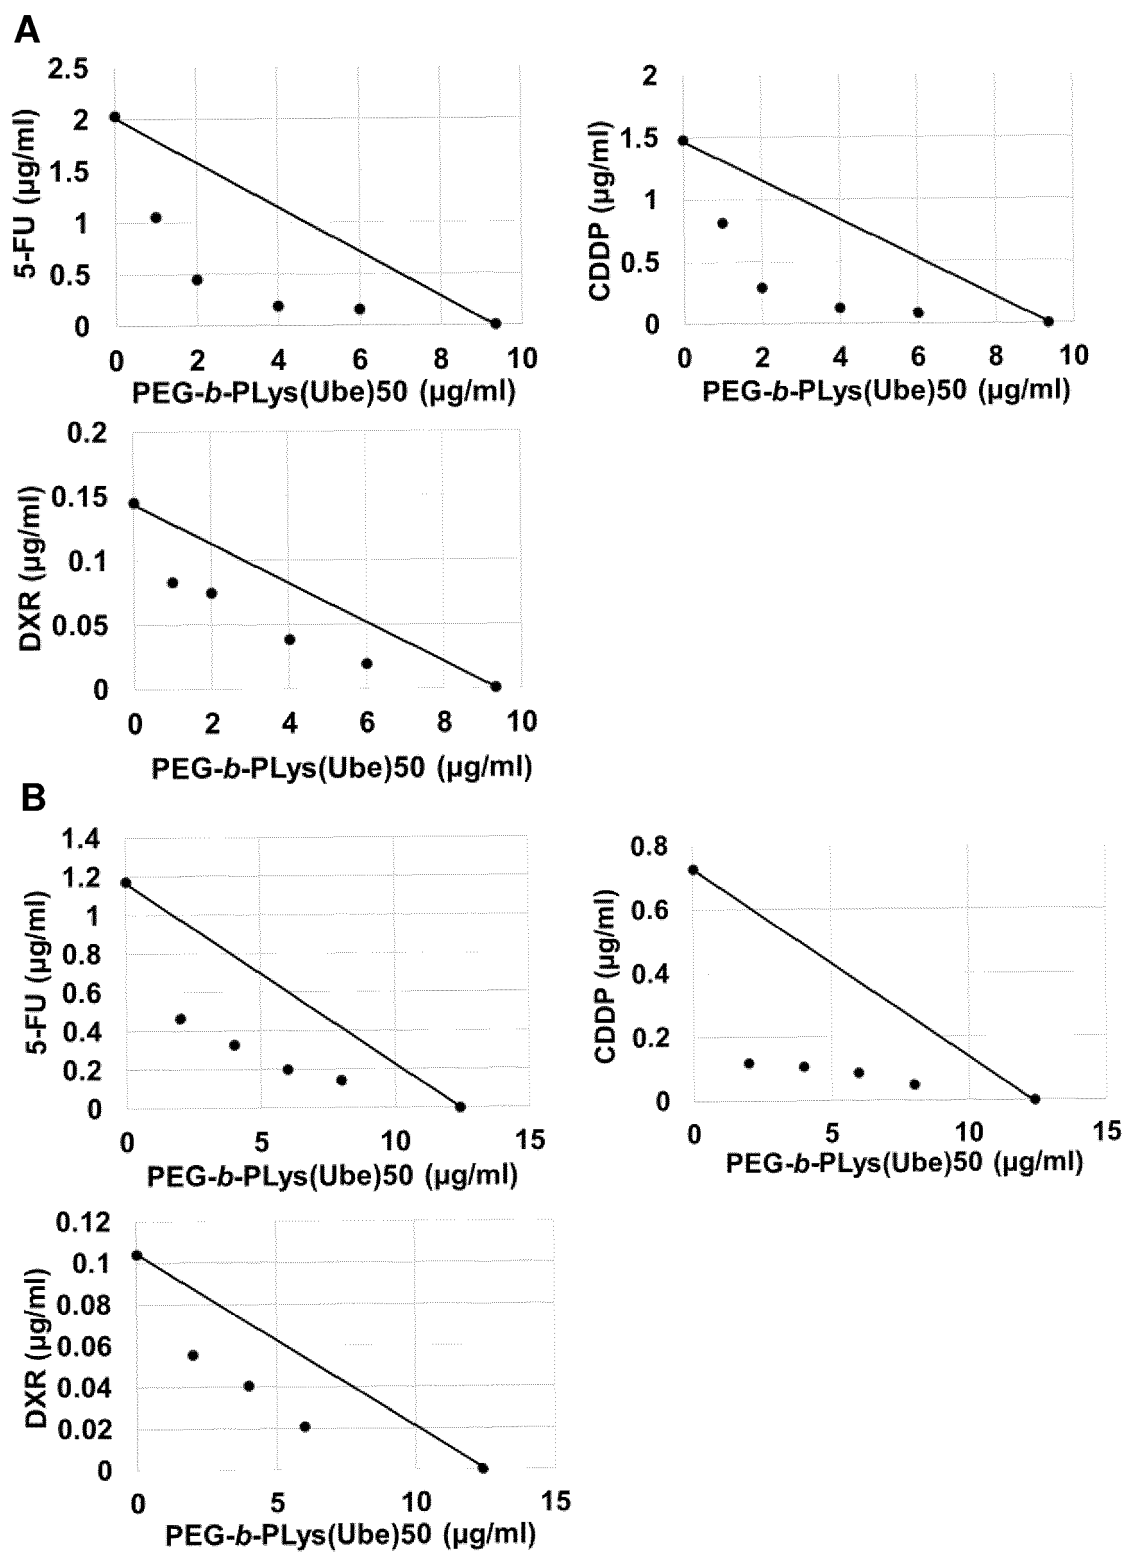 A
2.5
2
1.5
1
0.5
0
5-FU (μg/ml)
0 2 4 6 8 10
PEG-b-PLys(Ube)50 (μg/ml)
2
1.5
1
0.5
0
CDDP (μg/ml)
0 2 4 6 8 10
PEG-b-PLys(Ube)50 (μg/ml)
0.2
0.15
0.1
0.05
0
DXR (μg/ml)
0 2 4 6 8 10
PEG-b-PLys(Ube)50 (μg/ml)
B
1.4
1.2
1
0.8
0.6
0.4
0.2
0
5-FU (μg/ml)
0 5 10 15
PEG-b-PLys(Ube)50 (μg/ml)
0.8
0.6
0.4
0.2
0
CDDP (μg/ml)
0 5 10 15
PEG-b-PLys(Ube)50 (μg/ml)
0.12
0.1
0.08
0.06
0.04
0.02
0
DXR (μg/ml)
0 5 10 15
PEG-b-PLys(Ube)50 (μg/ml)